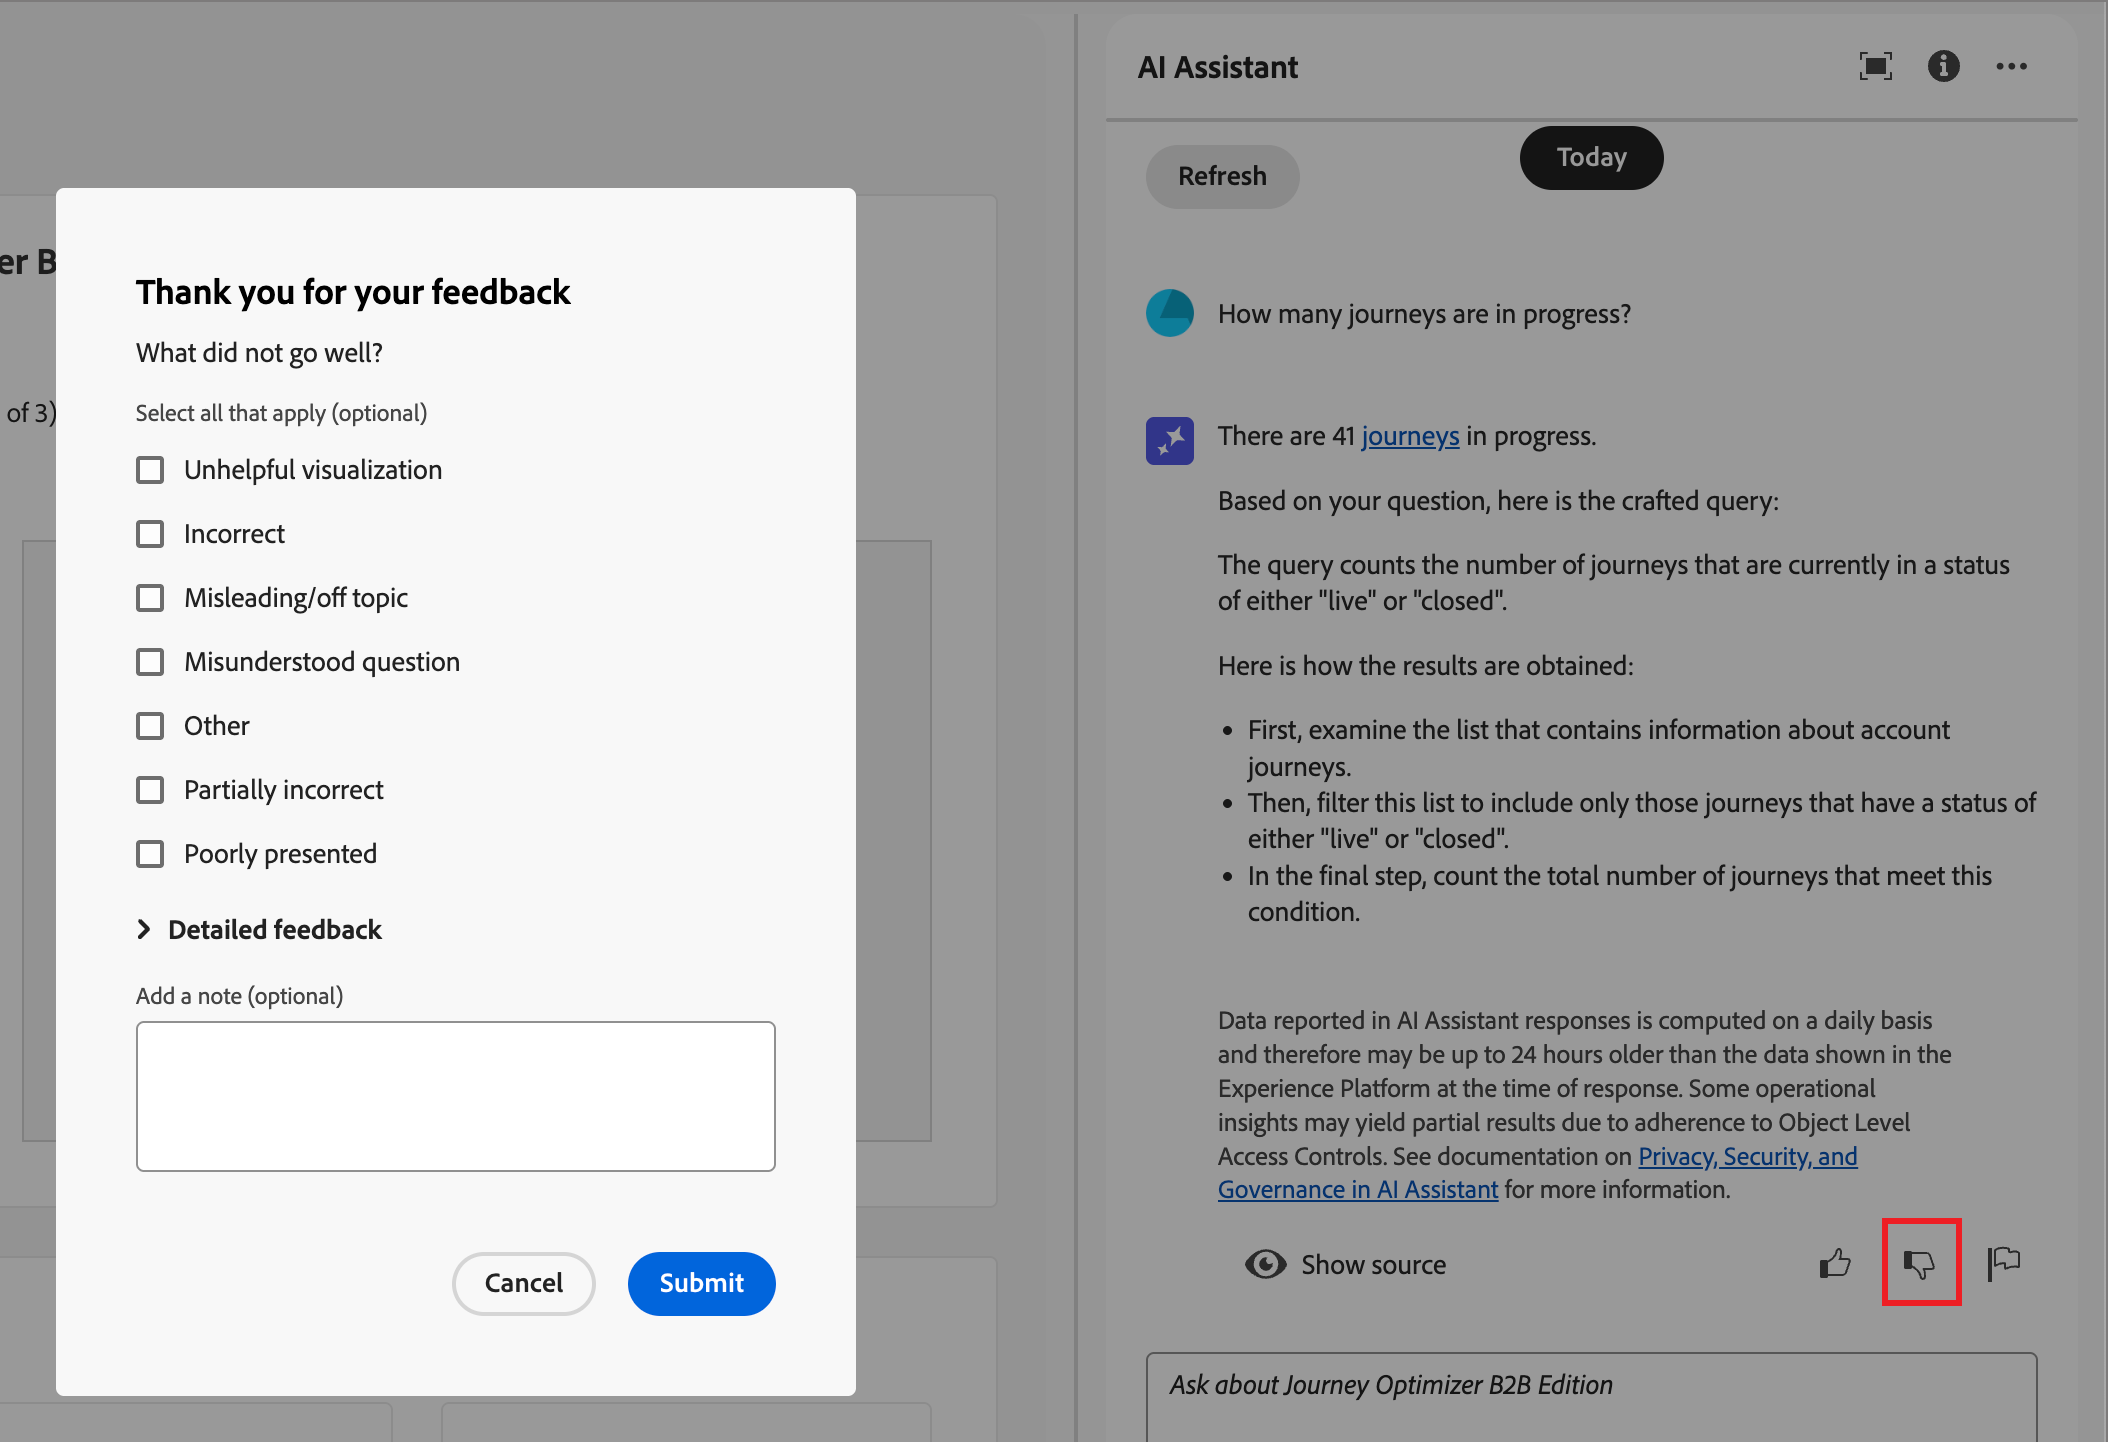 er B
of 3)
Thank you for your feedback
What did not go well?
Select all that apply (optional)
Unhelpful visualization
Incorrect
Misleading/off topic
Misunderstood question
Other
Partially incorrect
Poorly presented
Detailed feedback
Add a note (optional)
Cancel
Submit
AI Assistant
Refresh
Today
How many journeys are in progress?
There are 41 journeys in progress.
Based on your question, here is the crafted query:
The query counts the number of journeys that are currently in a status
of either "live" or "closed".
Here is how the results are obtained:
• First, examine the list that contains information about account
journeys.
• Then, filter this list to include only those journeys that have a status of
either "live" or "closed".
• In the final step, count the total number of journeys that meet this
condition.
Data reported in AI Assistant responses is computed on a daily basis
and therefore may be up to 24 hours older than the data shown in the
Experience Platform at the time of response. Some operational
insights may yield partial results due to adherence to Object Level
Access Controls. See documentation on Privacy, Security, and
Governance in AI Assistant for more information.
Show source
Ask about Journey Optimizer B2B Edition